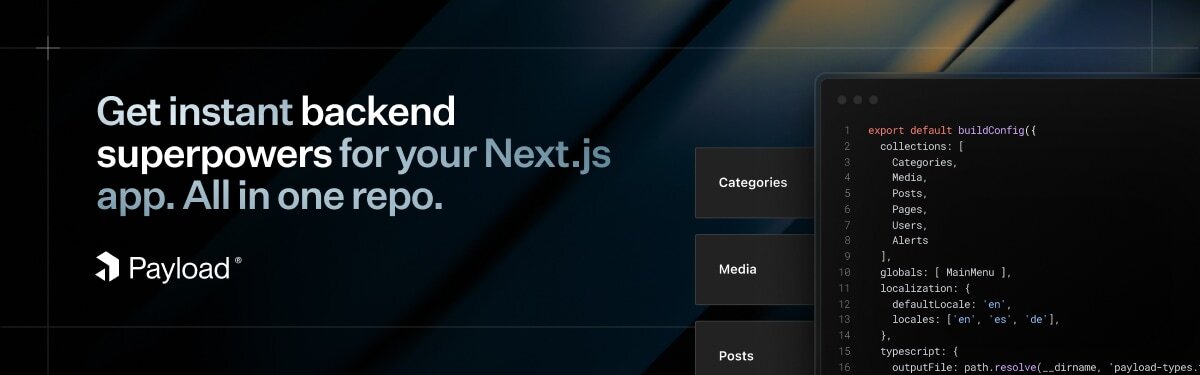 Get instant backend
superpowers for your Next.js
app. All in one repo.
Payload®
Categories
Media
Posts
1 export default buildConfig({
2 collections: [
3 Categories,
4 Media,
5 Posts,
6 Pages,
7 Users,
8 Alerts
9 ],
10 globals: [ MainMenu ],
11 localization: {
12 defaultLocale: 'en',
13 locales: ['en', 'es', 'de'],
14 },
15 typescript: {
16 outputFile: path.resolve(__dirname, 'payload-types.